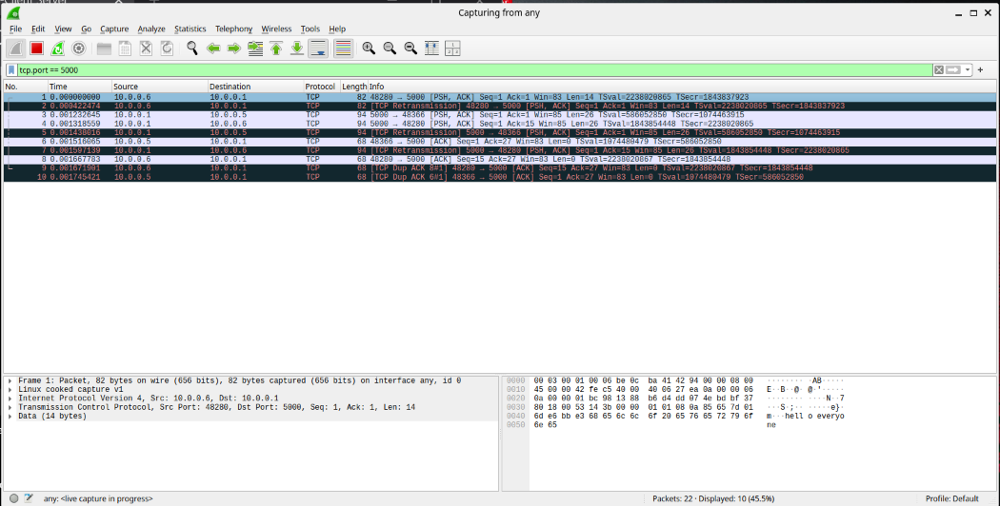 Capturing from any
File Edit View Go Capture Analyze Statistics Telephony Wireless Tools Help
tcp.port == 5000
No. Time Source Destination Protocol Length Info
1 0.000000000 10.0.0.6 10.0.0.1 TCP 82 48280 → 5000 [PSH, ACK] Seq=1 Ack=1 Win=83 Len=14 TSval=2238020865 TSecr=1843837923
2 0.000422474 10.0.0.6 10.0.0.1 TCP 82 [TCP Retransmission] 48280 → 5000 [PSH, ACK] Seq=1 Ack=1 Win=83 Len=14 TSval=2238020865 TSecr=1843837923
3 0.001232645 10.0.0.1 10.0.0.5 TCP 94 5000 → 48366 [PSH, ACK] Seq=1 Ack=1 Win=85 Len=26 TSval=586052850 TSecr=1074463915
4 0.001318559 10.0.0.1 10.0.0.6 TCP 94 5000 → 48280 [PSH, ACK] Seq=1 Ack=15 Win=85 Len=26 TSval=1843854448 TSecr=2238020865
5 0.001438016 10.0.0.1 10.0.0.5 TCP 94 [TCP Retransmission] 5000 → 48366 [PSH, ACK] Seq=1 Ack=1 Win=85 Len=26 TSval=586052850 TSecr=1074463915
6 0.001516665 10.0.0.5 10.0.0.1 TCP 68 48366 → 5000 [ACK] Seq=1 Ack=27 Win=83 Len=0 TSval=1074480479 TSecr=586052850
7 0.001597139 10.0.0.1 10.0.0.6 TCP 94 [TCP Retransmission] 5000 → 48280 [PSH, ACK] Seq=1 Ack=15 Win=85 Len=26 TSval=1843854448 TSecr=2238020865
8 0.001667783 10.0.0.6 10.0.0.1 TCP 68 48280 → 5000 [ACK] Seq=15 Ack=27 Win=83 Len=0 TSval=2238020867 TSecr=1843854448
9 0.001671901 10.0.0.6 10.0.0.1 TCP 68 [TCP Dup ACK 8#1] 48280 → 5000 [ACK] Seq=15 Ack=27 Win=83 Len=0 TSval=2238020867 TSecr=1843854448
10 0.001745421 10.0.0.5 10.0.0.1 TCP 68 [TCP Dup ACK 6#1] 48366 → 5000 [ACK] Seq=1 Ack=27 Win=83 Len=0 TSval=1074480479 TSecr=586052850
Frame 1: Packet, 82 bytes on wire (656 bits), 82 bytes captured (656 bits) on interface any, id 0
Linux cooked capture v1
Internet Protocol Version 4, Src: 10.0.0.6, Dst: 10.0.0.1
Transmission Control Protocol, Src Port: 48280, Dst Port: 5000, Seq: 1, Ack: 1, Len: 14
Data (14 bytes)
0000 00 03 00 01 00 06 be 0c ba 41 42 94 00 00 08 00 ········ ·AB·····
0010 45 00 00 42 fe c5 40 00 40 06 27 ea 0a 00 00 06 E··B··@· @·'·····
0020 0a 00 00 01 bc 98 13 88 b6 d4 dd 07 4e bd bf 37 ········ ····N··7
0030 80 18 00 53 14 3b 00 00 01 01 08 0a 85 65 7d 01 ···S·;·· ·····e}·
0040 6d e6 bb e3 68 65 6c 6c 6f 20 65 76 65 72 79 6f m···hell o everyo
0050 6e 65 ne
any: <live capture in progress> Packets: 22 · Displayed: 10 (45.5%) Profile: Default